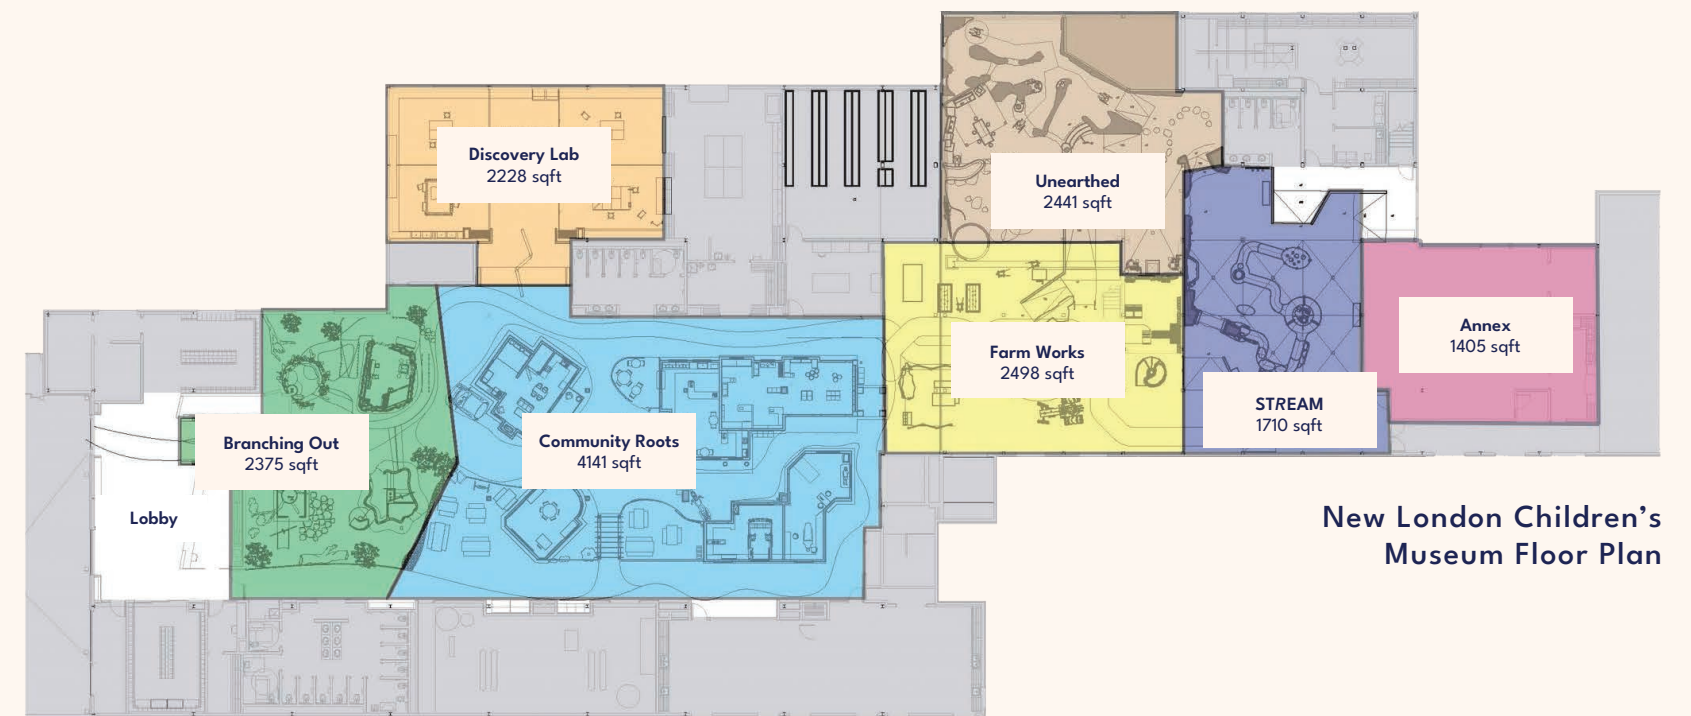 Discovery Lab
2228 sqft
Unearthed
2441 sqft
Annex
1405 sqft
Farm Works
2498 sqft
STREAM
1710 sqft
Branching Out
2375 sqft
Community Roots
4141 sqft
Lobby
New London Children’s
Museum Floor Plan